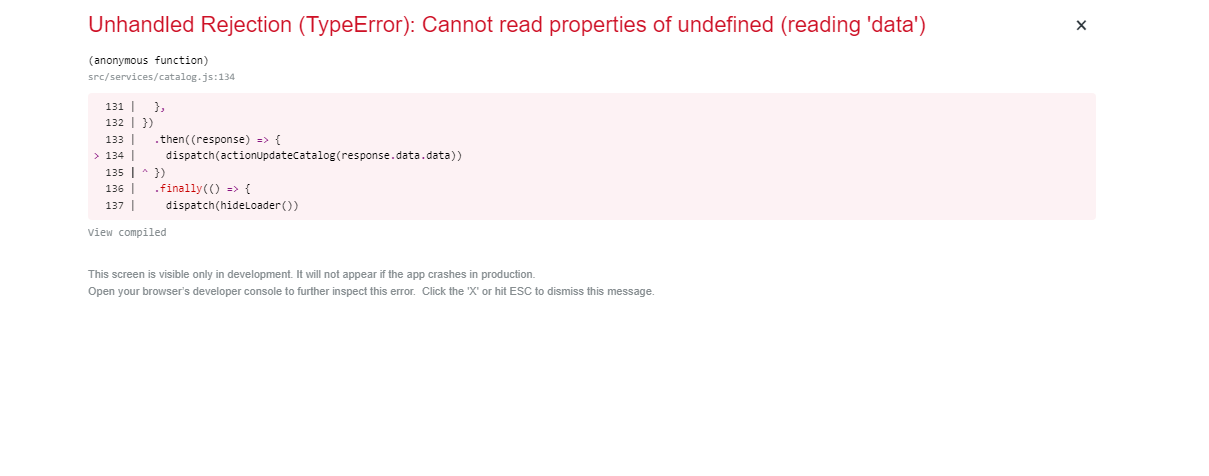 Unhandled Rejection (TypeError): Cannot read properties of undefined (reading 'data')
×
(anonymous function)
src/services/catalog.js:134
131 |   },
132 | })
133 |   .then((response) => {
> 134 |     dispatch(actionUpdateCatalog(response.data.data))
135 | ^ })
136 |   .finally(() => {
137 |     dispatch(hideLoader())
View compiled
This screen is visible only in development. It will not appear if the app crashes in production.
Open your browser's developer console to further inspect this error.  Click the 'X' or hit ESC to dismiss this message.